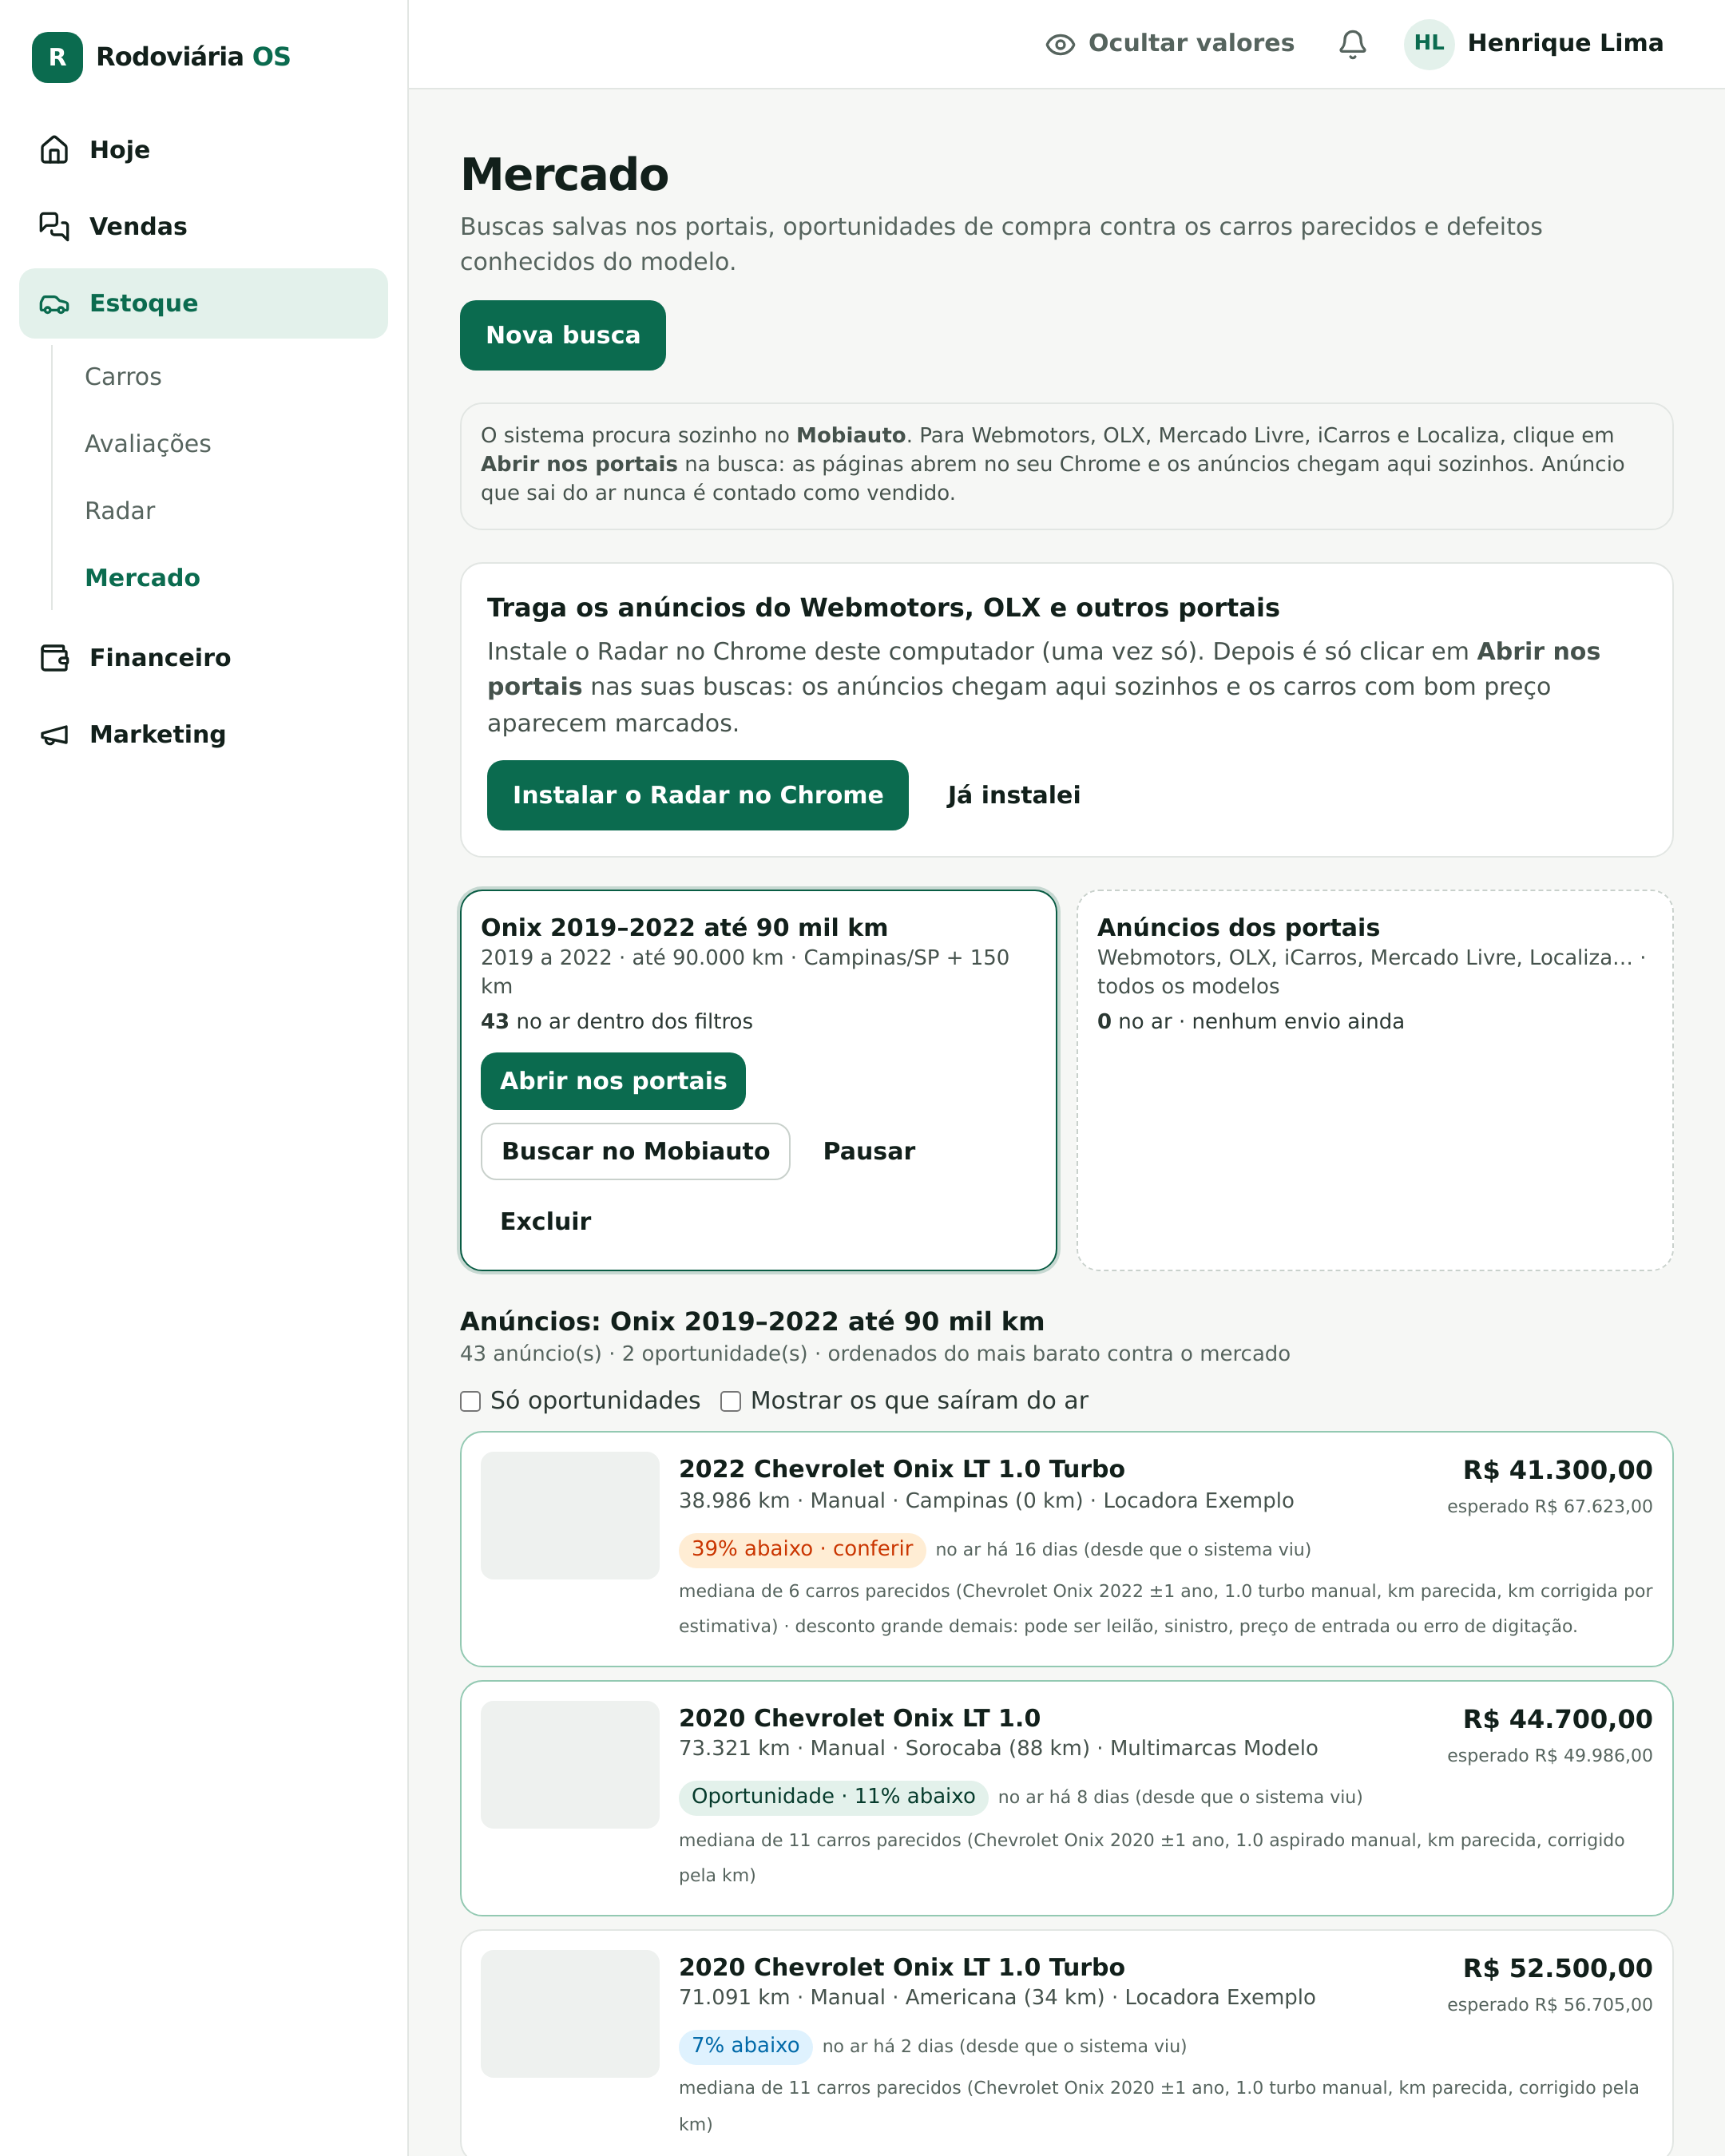 R Rodoviária OS
Ocultar valores
HL Henrique Lima
Hoje
Vendas
Estoque
Carros
Avaliações
Radar
Mercado
Financeiro
Marketing
Mercado
Buscas salvas nos portais, oportunidades de compra contra os carros parecidos e defeitos
conhecidos do modelo.
Nova busca
O sistema procura sozinho no Mobiauto. Para Webmotors, OLX, Mercado Livre, iCarros e Localiza, clique em
Abrir nos portais na busca: as páginas abrem no seu Chrome e os anúncios chegam aqui sozinhos. Anúncio
que sai do ar nunca é contado como vendido.
Traga os anúncios do Webmotors, OLX e outros portais
Instale o Radar no Chrome deste computador (uma vez só). Depois é só clicar em Abrir nos
portais nas suas buscas: os anúncios chegam aqui sozinhos e os carros com bom preço
aparecem marcados.
Instalar o Radar no Chrome
Já instalei
Onix 2019–2022 até 90 mil km
2019 a 2022 · até 90.000 km · Campinas/SP + 150
km
43 no ar dentro dos filtros
Abrir nos portais
Buscar no Mobiauto
Pausar
Excluir
Anúncios dos portais
Webmotors, OLX, iCarros, Mercado Livre, Localiza… ·
todos os modelos
0 no ar · nenhum envio ainda
Anúncios: Onix 2019–2022 até 90 mil km
43 anúncio(s) · 2 oportunidade(s) · ordenados do mais barato contra o mercado
Só oportunidades
Mostrar os que saíram do ar
2022 Chevrolet Onix LT 1.0 Turbo
R$ 41.300,00
38.986 km · Manual · Campinas (0 km) · Locadora Exemplo
esperado R$ 67.623,00
39% abaixo · conferir
no ar há 16 dias (desde que o sistema viu)
mediana de 6 carros parecidos (Chevrolet Onix 2022 ±1 ano, 1.0 turbo manual, km parecida, km corrigida por
estimativa) · desconto grande demais: pode ser leilão, sinistro, preço de entrada ou erro de digitação.
2020 Chevrolet Onix LT 1.0
R$ 44.700,00
73.321 km · Manual · Sorocaba (88 km) · Multimarcas Modelo
esperado R$ 49.986,00
Oportunidade · 11% abaixo
no ar há 8 dias (desde que o sistema viu)
mediana de 11 carros parecidos (Chevrolet Onix 2020 ±1 ano, 1.0 aspirado manual, km parecida, corrigido
pela km)
2020 Chevrolet Onix LT 1.0 Turbo
R$ 52.500,00
71.091 km · Manual · Americana (34 km) · Locadora Exemplo
esperado R$ 56.705,00
7% abaixo
no ar há 2 dias (desde que o sistema viu)
mediana de 11 carros parecidos (Chevrolet Onix 2020 ±1 ano, 1.0 turbo manual, km parecida, corrigido pela
km)